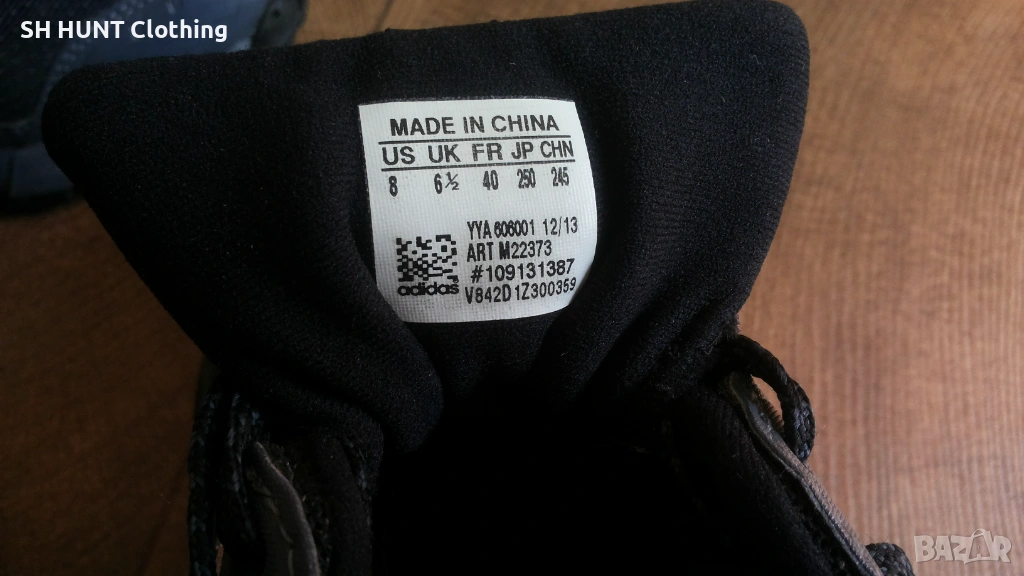 SH HUNT Clothing
MADE IN CHINA
US UK FR JP CHN
8 6½ 40 250 245
YYA 606001 12/13
ART M22373
#109131387
adidas V842D1Z300359
BAZAR